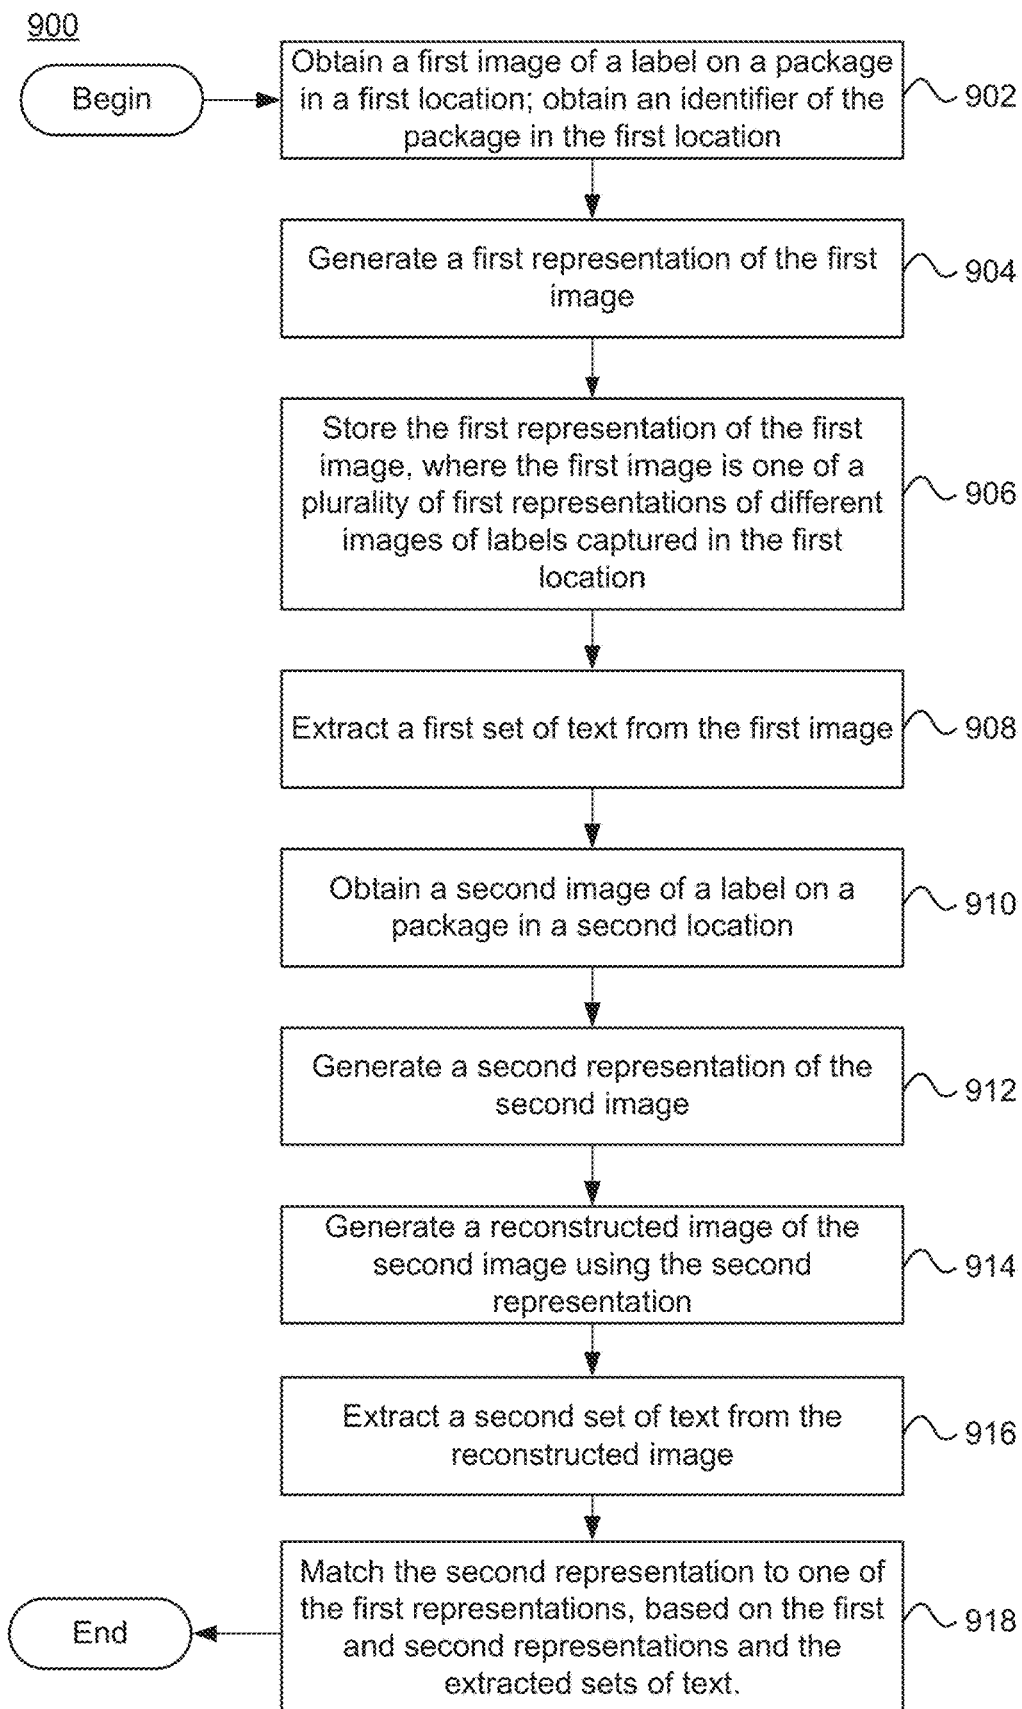 900
Begin
Obtain a first image of a label on a package
in a first location; obtain an identifier of the
package in the first location
902
Generate a first representation of the first
image
904
Store the first representation of the first
image, where the first image is one of a
plurality of first representations of different
images of labels captured in the first
location
906
Extract a first set of text from the first image
908
Obtain a second image of a label on a
package in a second location
910
Generate a second representation of the
second image
912
Generate a reconstructed image of the
second image using the second
representation
914
Extract a second set of text from the
reconstructed image
916
Match the second representation to one of
the first representations, based on the first
and second representations and the
extracted sets of text.
918
End